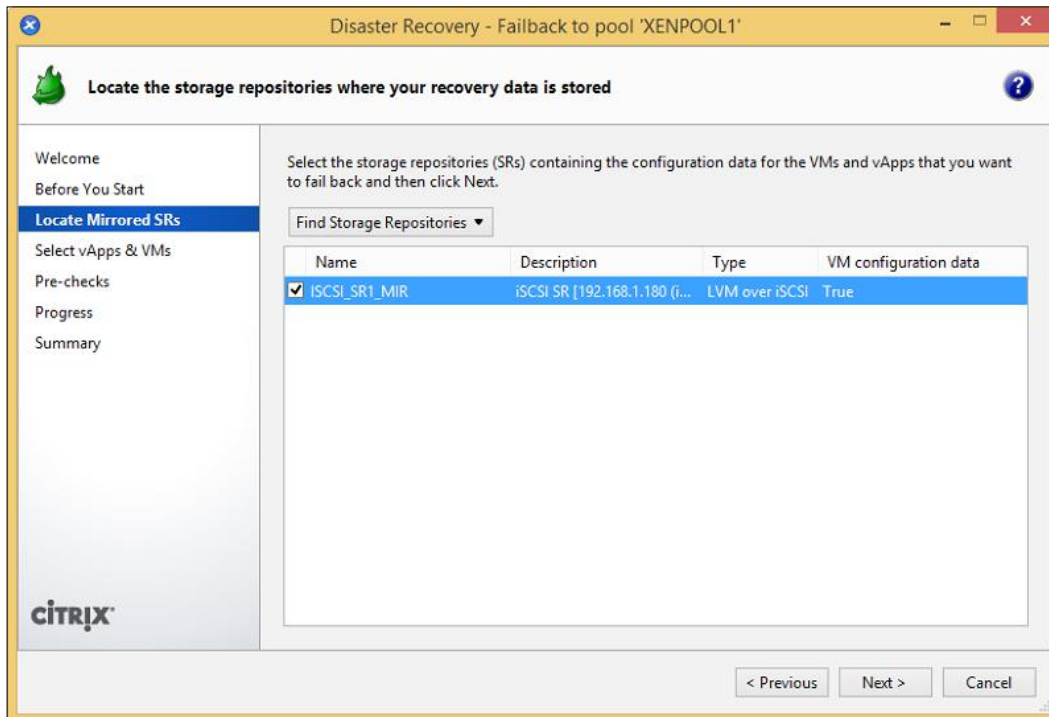 Disaster Recovery - Failback to pool 'XENPOOL1'
Locate the storage repositories where your recovery data is stored
Welcome
Before You Start
Locate Mirrored SRs
Select vApps & VMs
Pre-checks
Progress
Summary
CİTRIX
Select the storage repositories (SRs) containing the configuration data for the VMs and vApps that you want
to fail back and then click Next.
Find Storage Repositories
Name Description Type VM configuration data
ISCSI_SR1_MIR iSCSI SR [192.168.1.180 (i... LVM over iSCSI True
< Previous Next > Cancel